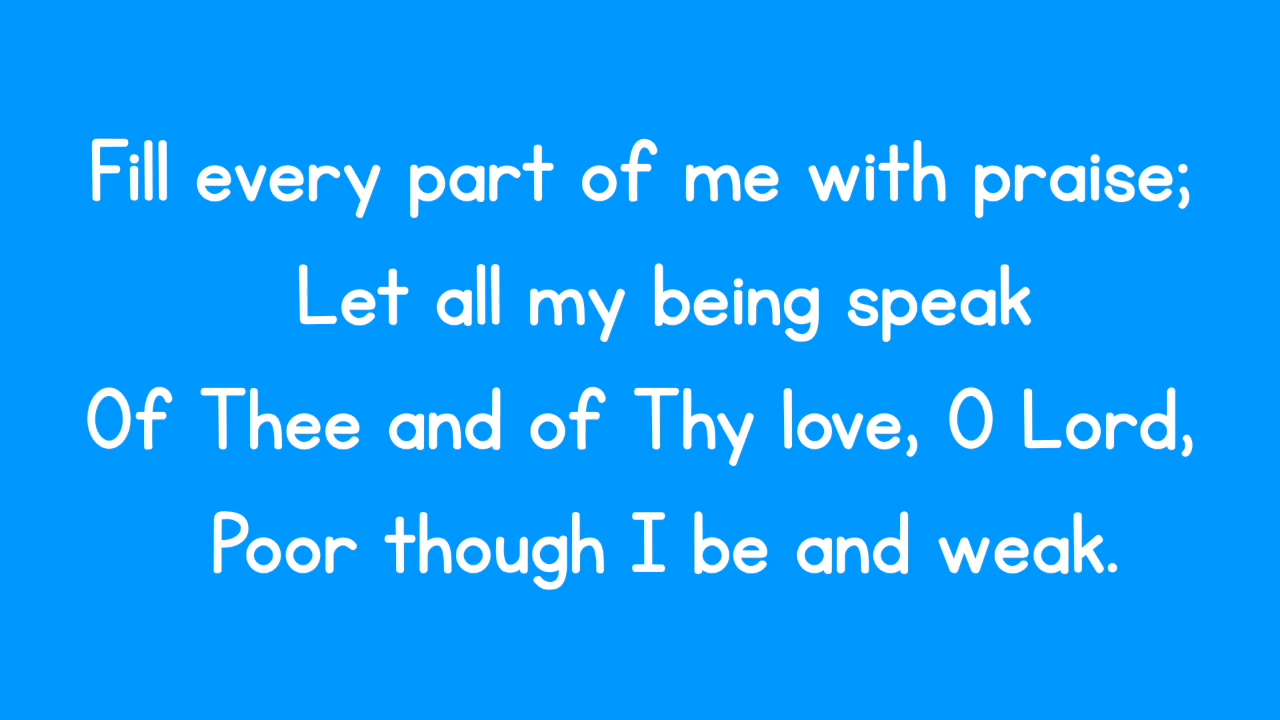 Fill every part of me with praise;
Let all my being speak
Of Thee and of Thy love, O Lord,
Poor though I be and weak.